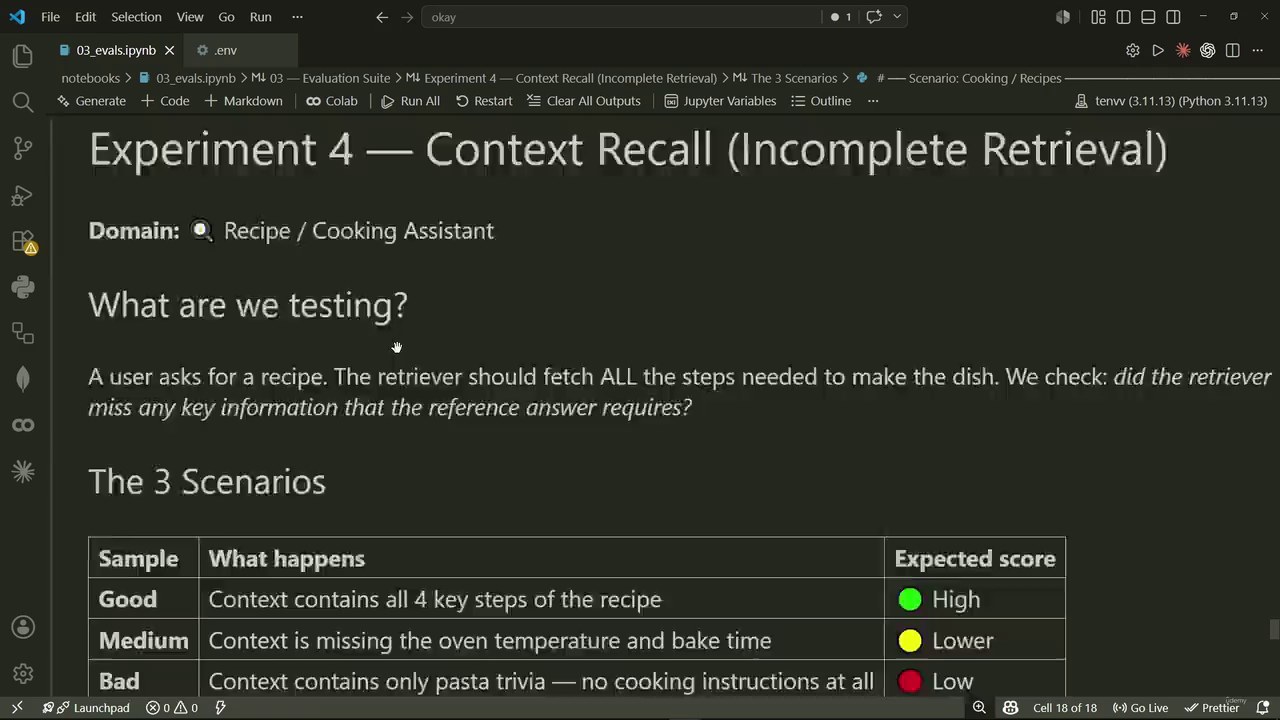 File Edit Selection View Go Run ··· okay 1
03_evals.ipynb .env
notebooks > 03_evals.ipynb > M↓ 03 — Evaluation Suite > M↓ Experiment 4 — Context Recall (Incomplete Retrieval) > M↓ The 3 Scenarios > # —— Scenario: Cooking / Recipes
Generate + Code + Markdown Colab Run All Restart Clear All Outputs Jupyter Variables Outline ··· tenvv (3.11.13) (Python 3.11.13)
Experiment 4 — Context Recall (Incomplete Retrieval)
Domain: Recipe / Cooking Assistant
What are we testing?
A user asks for a recipe. The retriever should fetch ALL the steps needed to make the dish. We check: did the retriever
miss any key information that the reference answer requires?
The 3 Scenarios
Sample What happens Expected score
Good Context contains all 4 key steps of the recipe High
Medium Context is missing the oven temperature and bake time Lower
Bad Context contains only pasta trivia — no cooking instructions at all Low
Launchpad 0 0 Cell 18 of 18 Go Live Prettier
udemy